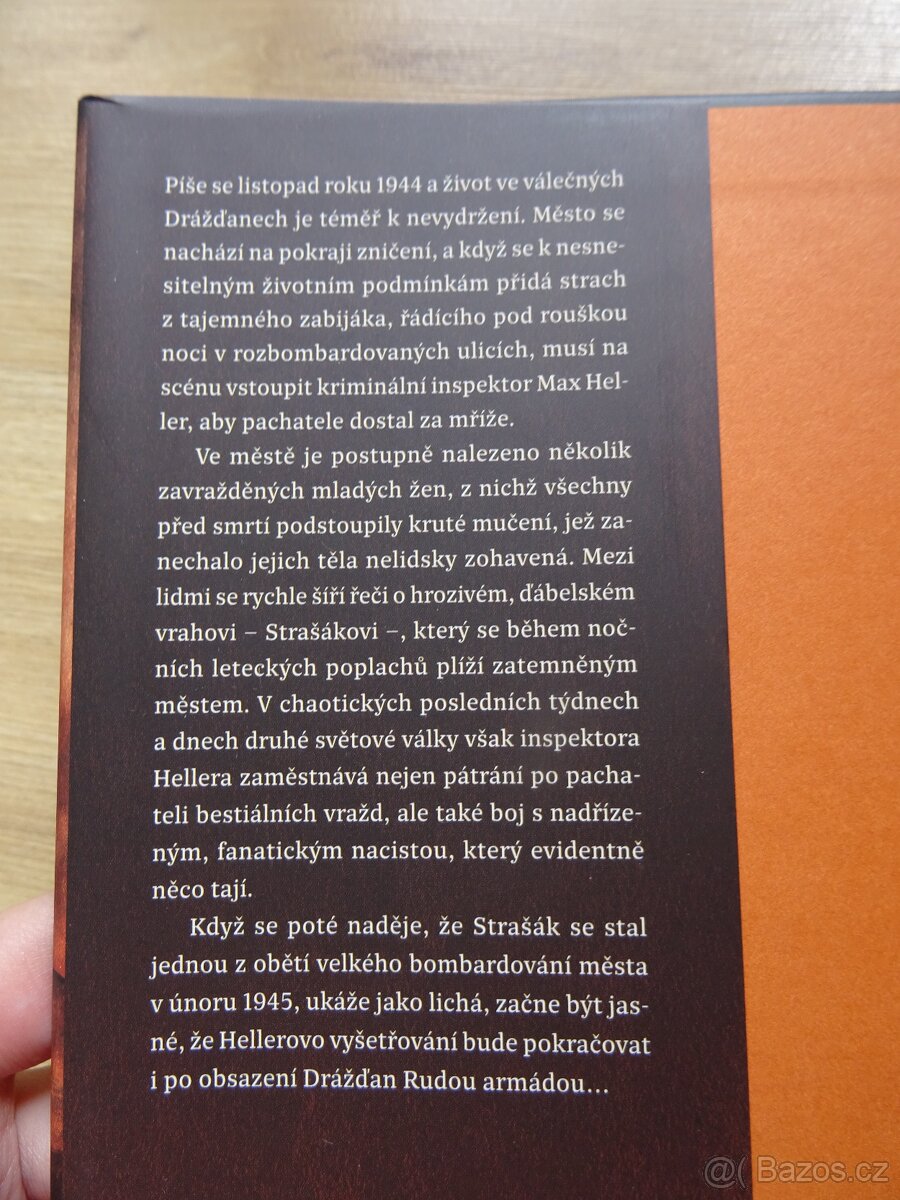 Píše se listopad roku 1944 a život ve válečných
Drážďanech je téměř k nevydržení. Město se
nachází na pokraji zničení, a když se k nesne-
sitelným životním podmínkám přidá strach
z tajemného zabijáka, řádícího pod rouškou
noci v rozbombardovaných ulicích, musí na
scénu vstoupit kriminální inspektor Max Hel-
ler, aby pachatele dostal za mříže.
Ve městě je postupně nalezeno několik
zavražděných mladých žen, z nichž všechny
před smrtí podstoupily kruté mučení, jež za-
nechalo jejich těla nelidsky zohavená. Mezi
lidmi se rychle šíří řeči o hrozivém, ďábelském
vrahovi – Strašákovi –, který se během noč-
ních leteckých poplachů plíží zatemněným
městem. V chaotických posledních týdnech
a dnech druhé světové války však inspektora
Hellera zaměstnává nejen pátrání po pacha-
teli bestiálních vražd, ale také boj s nadříze-
ným, fanatickým nacistou, který evidentně
něco tají.
Když se poté naděje, že Strašák se stal
jednou z obětí velkého bombardování města
v únoru 1945, ukáže jako lichá, začne být jas-
né, že Hellerovo vyšetřování bude pokračovat
i po obsazení Drážďan Rudou armádou...
@ Bazos.cz